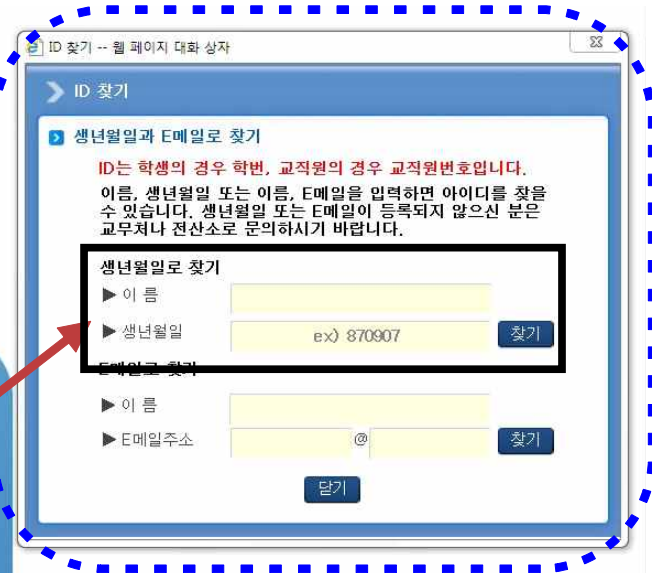 ID 찾기 -- 웹 페이지 대화 상자
ID 찾기
생년월일과 E메일로 찾기
ID는 학생의 경우 학번, 교직원의 경우 교직원번호입니다.
이름, 생년월일 또는 이름, E메일을 입력하면 아이디를 찾을
수 있습니다. 생년월일 또는 E메일이 등록되지 않으신 분은
교무처나 전산소로 문의하시기 바랍니다.
생년월일로 찾기
▶ 이 름
▶ 생년월일 ex) 870907 찾기
E메일로 찾기
▶ 이 름
▶ E메일주소 @ 찾기
닫기